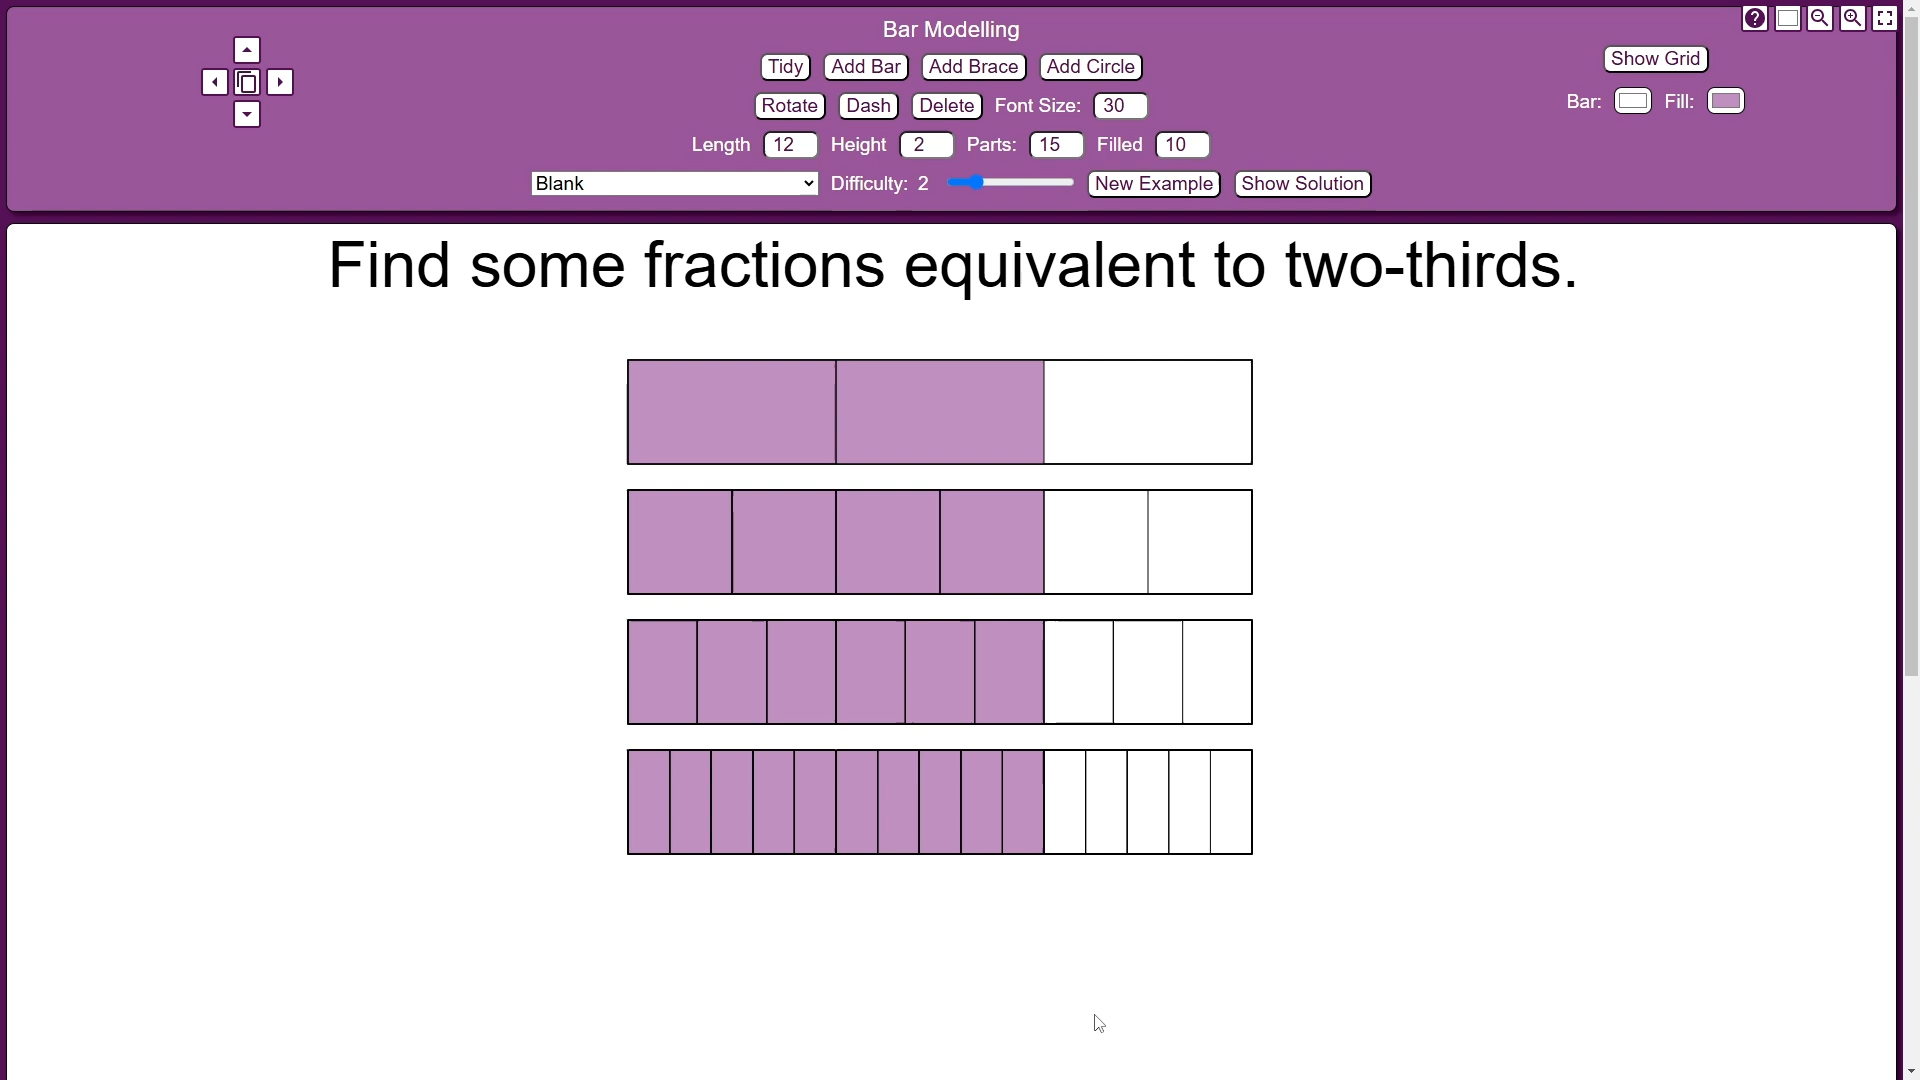 Bar Modelling
Tidy Add Bar Add Brace Add Circle
Show Grid
Rotate Dash Delete Font Size: 30
Bar: Fill:
Length 12 Height 2 Parts: 15 Filled 10
Blank Difficulty: 2 New Example Show Solution
Find some fractions equivalent to two-thirds.